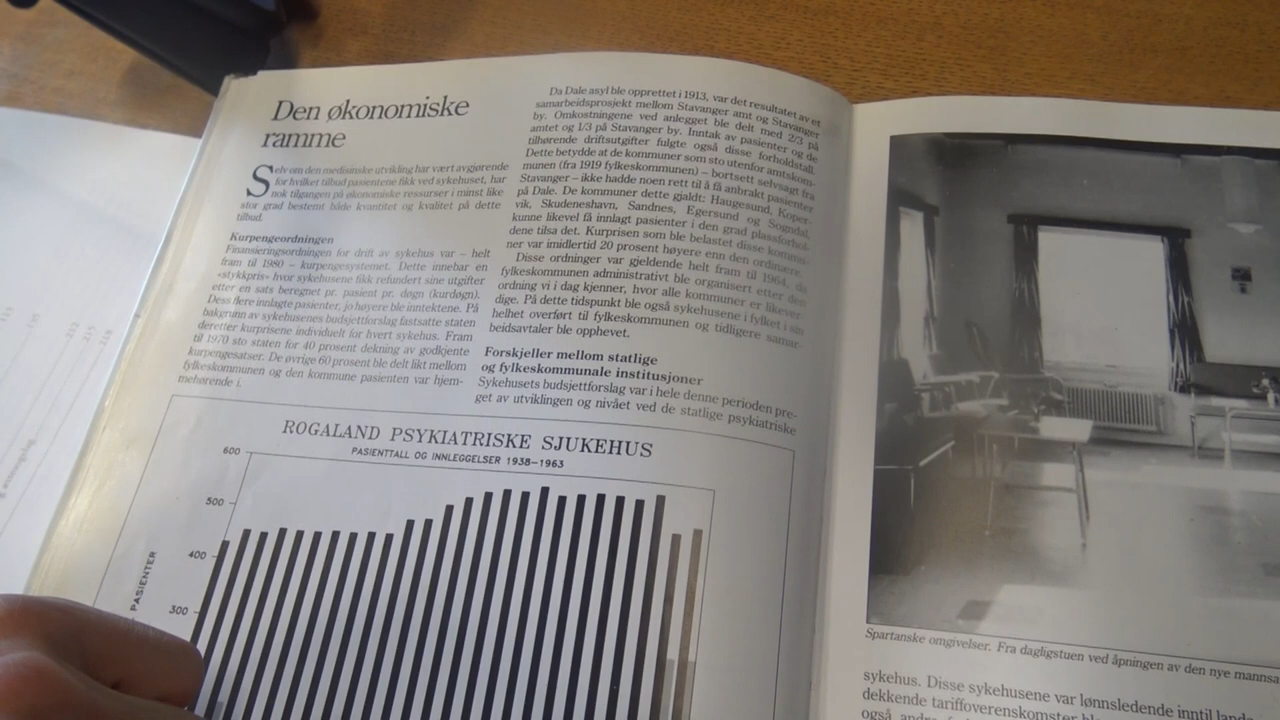 Den økonomiske
ramme
Selv om den medisinske utvikling har vært avgjørende
for hvilket tilbud pasientene fikk ved sykehuset, har
nok tilgangen på økonomiske ressurser i minst like
stor grad bestemt både kvantitet og kvalitet på dette
tilbud.
Kurpengeordningen
Finansieringsordningen for drift av sykehus var – helt
fram til 1980 – kurpengesystemet. Dette innebar en
«stykkpris» hvor sykehusene fikk refundert sine utgifter
etter en sats beregnet pr. pasient pr. døgn (kurdøgn).
Dess flere innlagte pasienter, jo høyere ble inntektene. På
bakgrunn av sykehusenes budsjettforslag fastsatte staten
deretter kurprisene individuelt for hvert sykehus. Fram
til 1970 sto staten for 40 prosent dekning av godkjente
kurpengesatser. De øvrige 60 prosent ble delt likt mellom
fylkeskommunen og den kommune pasienten var hjem-
mehørende i.
Da Dale asyl ble opprettet i 1913, var det resultatet av et
samarbeidsprosjekt mellom Stavanger amt og Stavanger
by. Omkostningene ved anlegget ble delt med 2/3 på
amtet og 1/3 på Stavanger by. Inntak av pasienter og de
tilhørende driftsutgifter fulgte også disse forholdstall.
Dette betydde at de kommuner som sto utenfor amtskom-
munen (fra 1919 fylkeskommunen) – bortsett selvsagt fra
Stavanger – ikke hadde noen rett til å få anbrakt pasienter
på Dale. De kommuner dette gjaldt: Haugesund, Koper-
vik, Skudeneshavn, Sandnes, Egersund og Sogndal,
kunne likevel få innlagt pasienter i den grad plassforhol-
dene tilsa det. Kurprisen som ble belastet disse kommu-
ner var imidlertid 20 prosent høyere enn den ordinære.
Disse ordninger var gjeldende helt fram til 1964, da
fylkeskommunen administrativt ble organisert etter den
ordning vi i dag kjenner, hvor alle kommuner er likever-
dige. På dette tidspunkt ble også sykehusene i fylket i sin
helhet overført til fylkeskommunen og tidligere samar-
beidsavtaler ble opphevet.
Forskjeller mellom statlige
og fylkeskommunale institusjoner
Sykehusets budsjettforslag var i hele denne perioden pre-
get av utviklingen og nivået ved de statlige psykiatriske
ROGALAND PSYKIATRISKE SJUKEHUS
PASIENTTALL OG INNLEGGELSER 1938–1963
600
500
400
300
PASIENTER
Spartanske omgivelser. Fra dagligstuen ved åpningen av den nye mannsa
sykehus. Disse sykehusene var lønnsledende inntil lands
dekkende tariffoverenskomster
også